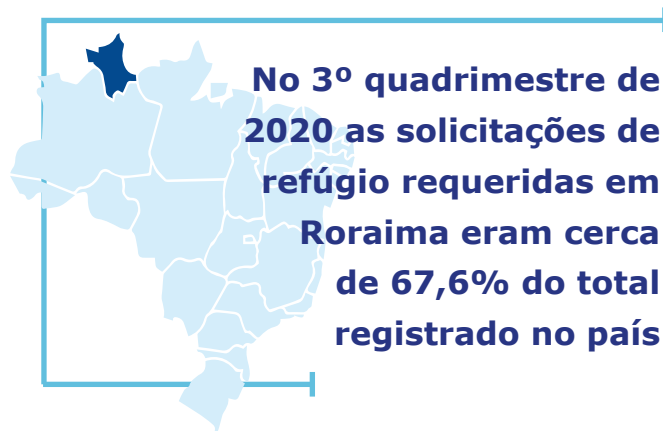 No 3º quadrimestre de
2020 as solicitações de
refúgio requeridas em
Roraima eram cerca
de 67,6% do total
registrado no país